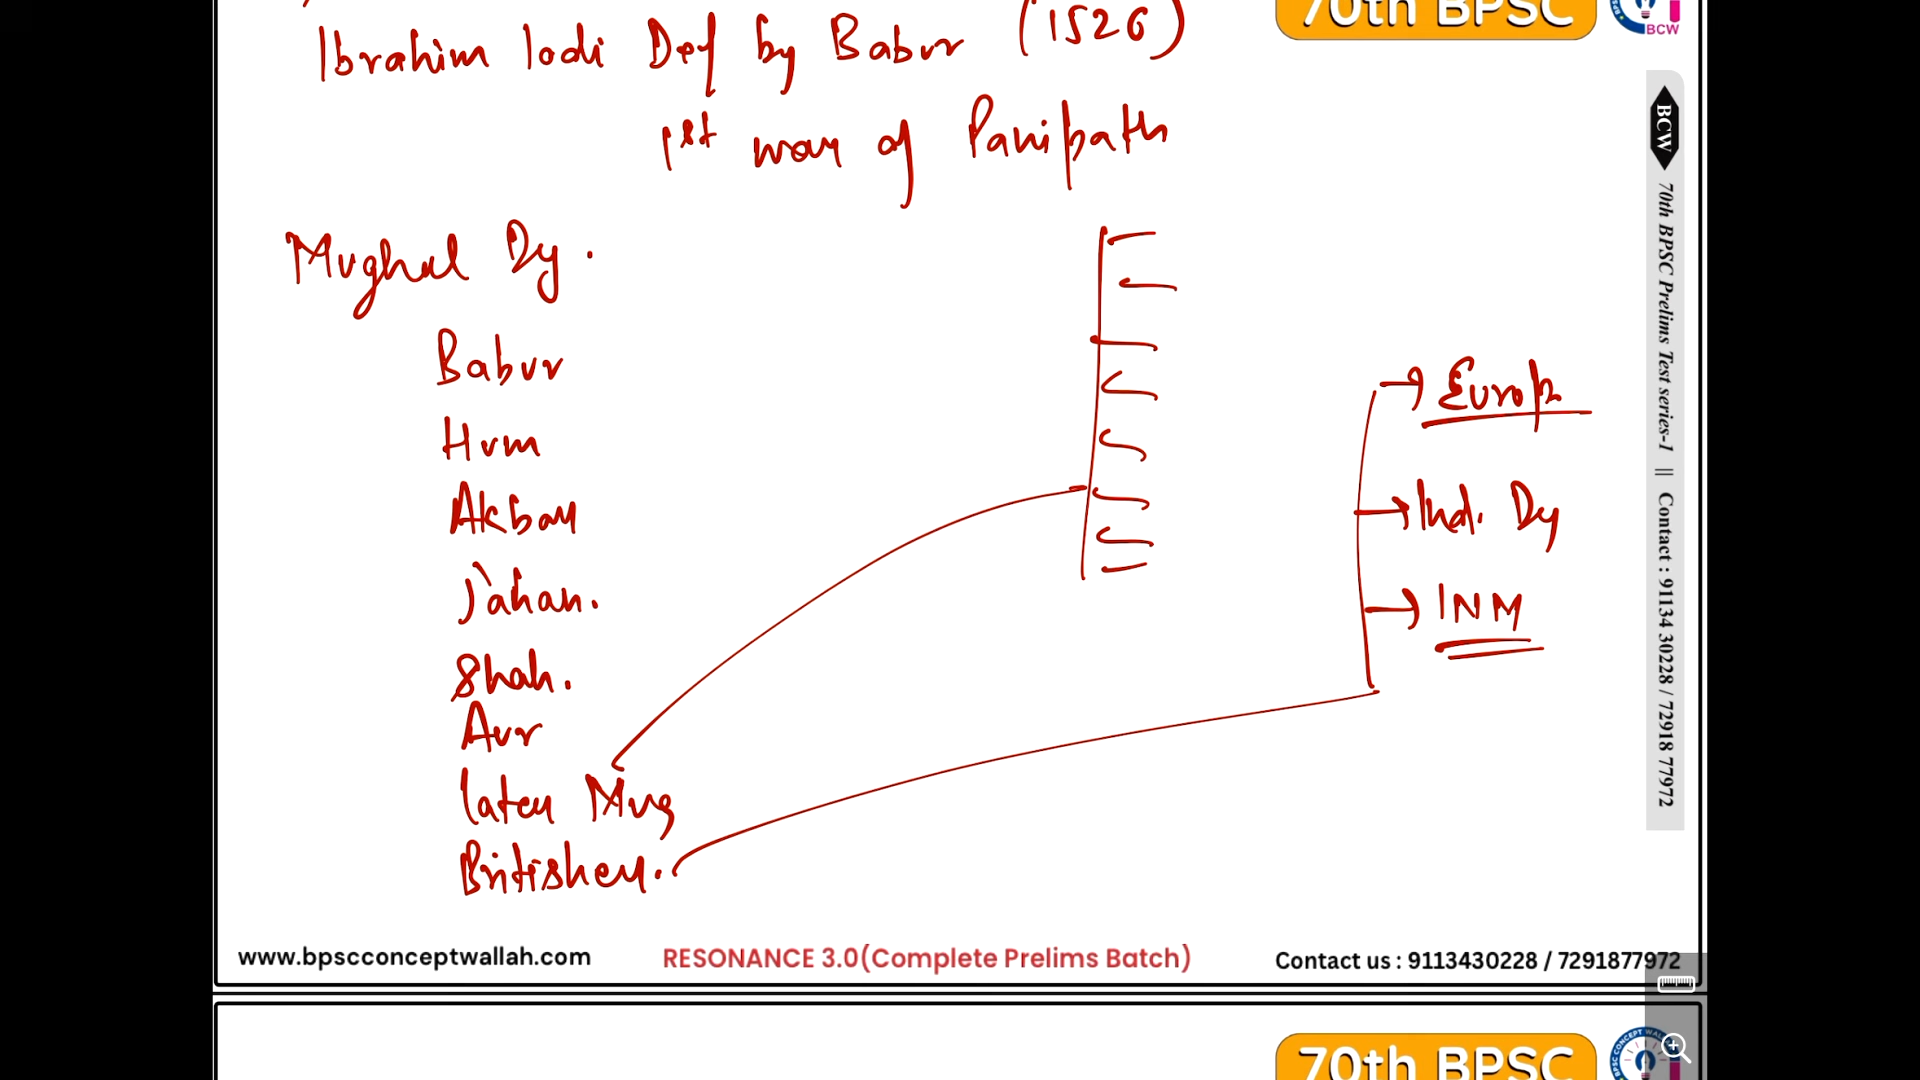 70th BPSC
BCW
Ibrahim lodi Def by Babur (1526)
1st war of Panipath
Mughal Dy.
Babur
Hum
Akbar
Jahan.
Shah.
Aur
later Mug
Britisher.
Europ
Ind. Dy
INM
BCW 70th BPSC Prelims Test series-1 || Contact : 91134 30228 / 72918 77972
www.bpscconceptwallah.com RESONANCE 3.0(Complete Prelims Batch) Contact us : 9113430228 / 7291877972
70th BPSC